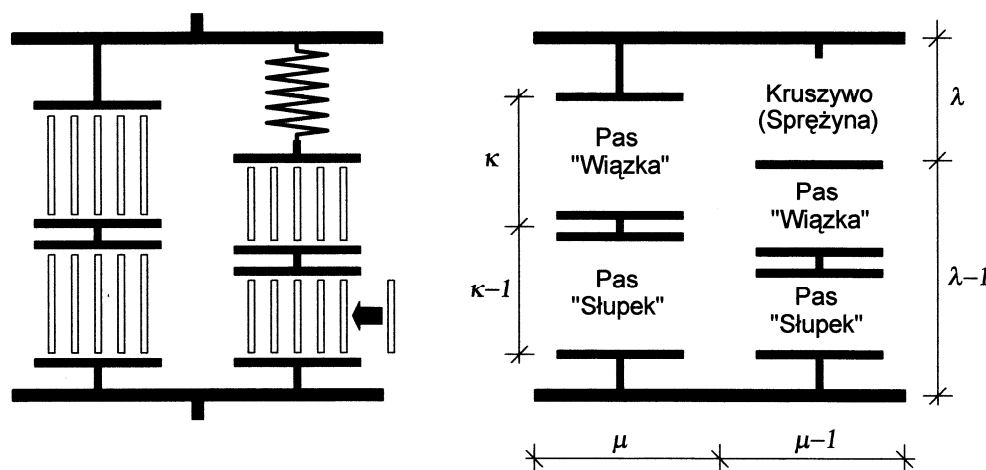 Kruszywo
(Sprężyna)
λ
Pas
"Wiązka"
κ
Pas
"Wiązka"
κ–1
Pas
"Słupek"
Pas
"Słupek"
λ–1
μ
μ–1